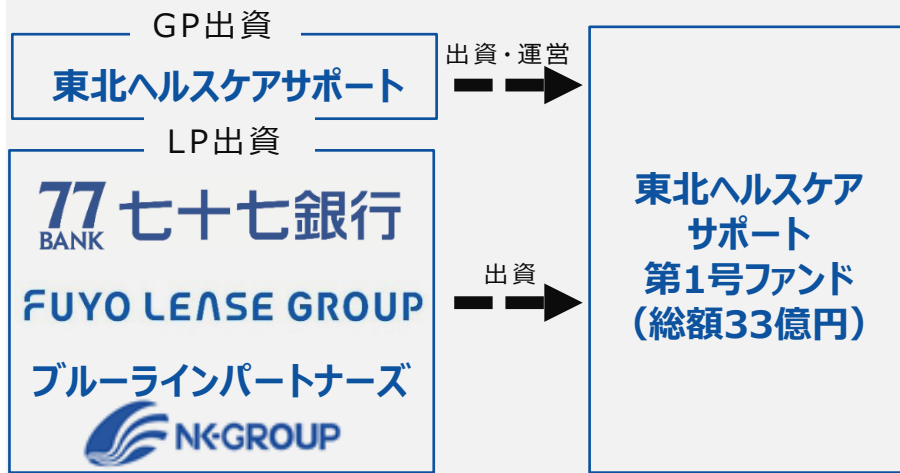 GP出資
東北ヘルスケアサポート
出資・運営
LP出資
77 BANK 七十七銀行
FUYO LEASE GROUP
ブルーラインパートナーズ
NK-GROUP
出資
東北ヘルスケア
サポート
第1号ファンド
（総額33億円）